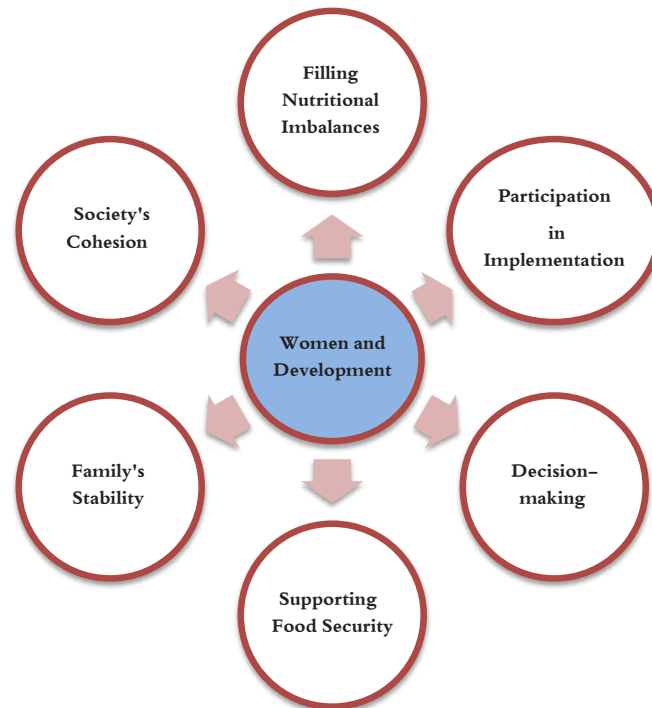 Filling
Nutritional
Imbalances
Participation
in
Implementation
Society's
Cohesion
Women and
Development
Family's
Stability
Decision-
making
Supporting
Food Security